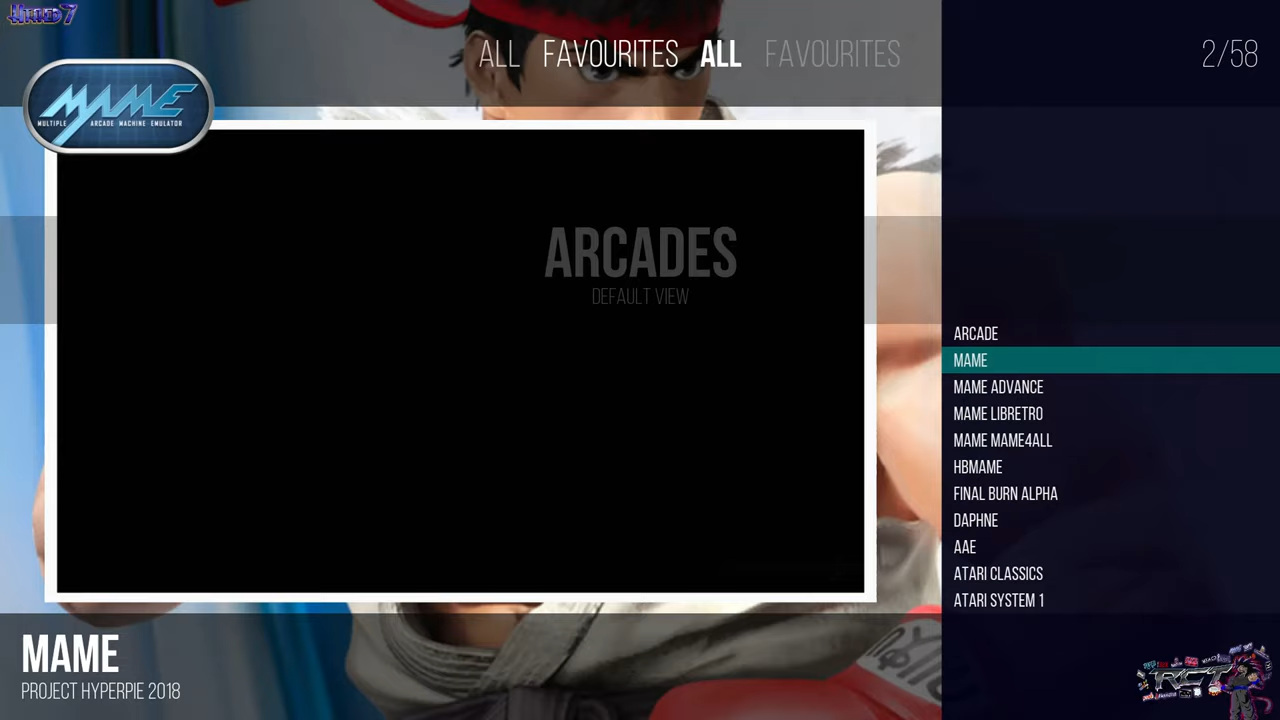 ALL FAVOURITES ALL FAVOURITES
2/58
MAME
MULTIPLE ARCADE MACHINE EMULATOR
ARCADES
DEFAULT VIEW
ARCADE
MAME
MAME ADVANCE
MAME LIBRETRO
MAME MAME4ALL
HBMAME
FINAL BURN ALPHA
DAPHNE
AAE
ATARI CLASSICS
ATARI SYSTEM 1
MAME
PROJECT HYPERPIE 2018